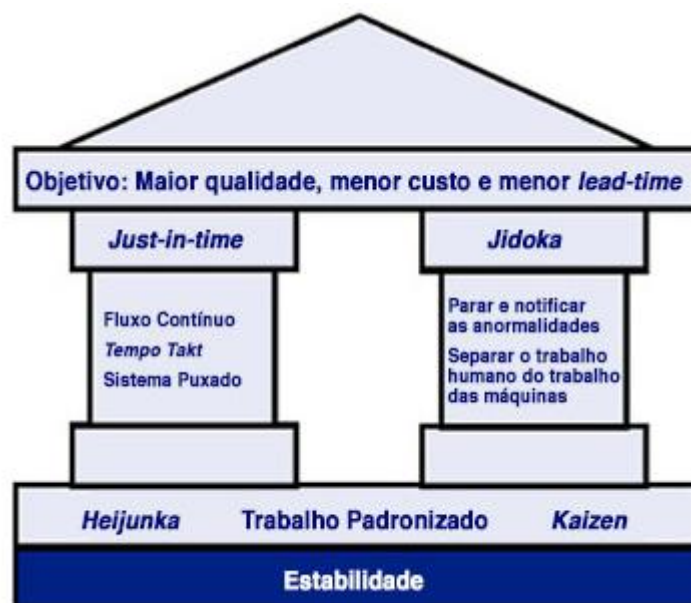 Objetivo: Maior qualidade, menor custo e menor lead-time
Just-in-time
Jidoka
Fluxo Contínuo
Tempo Takt
Sistema Puxado
Parar e notificar
as anormalidades
Separar o trabalho
humano do trabalho
das máquinas
Heijunka Trabalho Padronizado Kaizen
Estabilidade